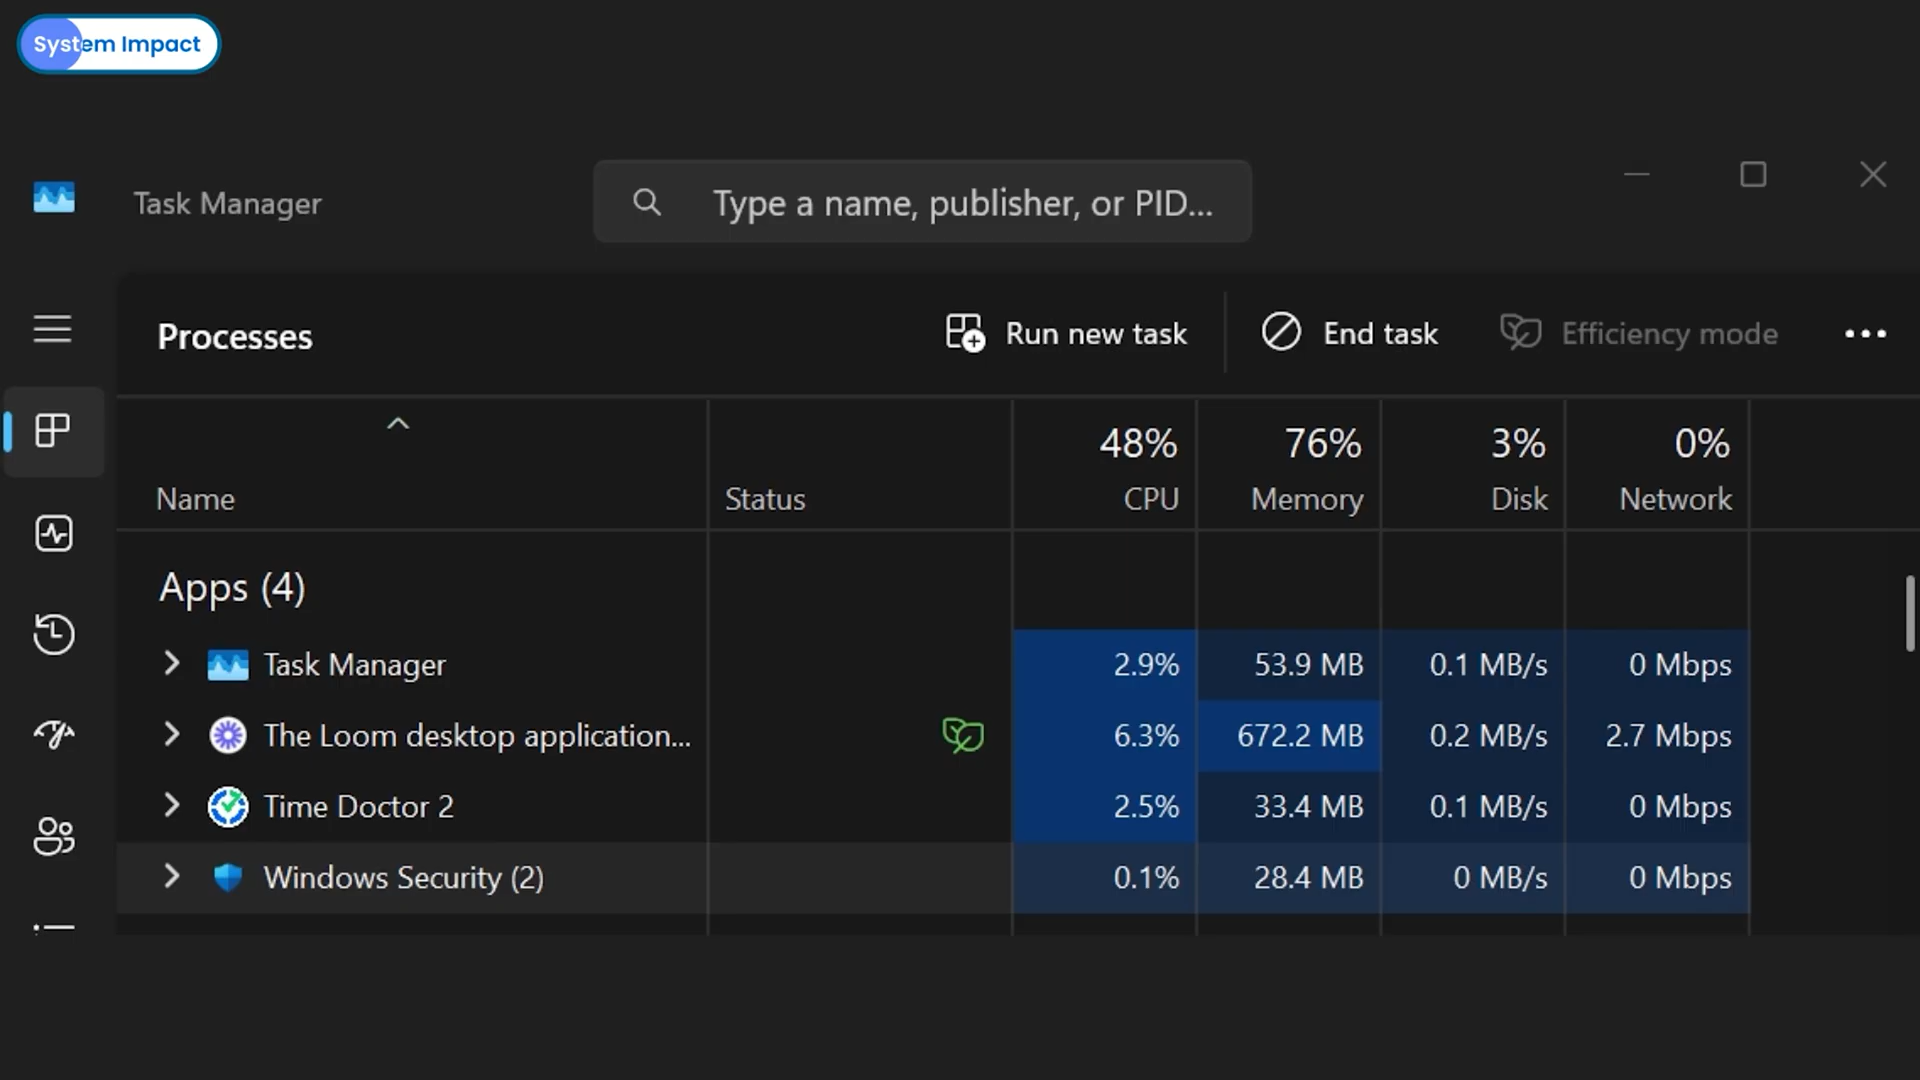 System Impact
Task Manager
Type a name, publisher, or PID...
Processes
Run new task
End task
Efficiency mode
Name
Status
48%
CPU
76%
Memory
3%
Disk
0%
Network
Apps (4)
Task Manager 2.9% 53.9 MB 0.1 MB/s 0 Mbps
The Loom desktop application... 6.3% 672.2 MB 0.2 MB/s 2.7 Mbps
Time Doctor 2 2.5% 33.4 MB 0.1 MB/s 0 Mbps
Windows Security (2) 0.1% 28.4 MB 0 MB/s 0 Mbps